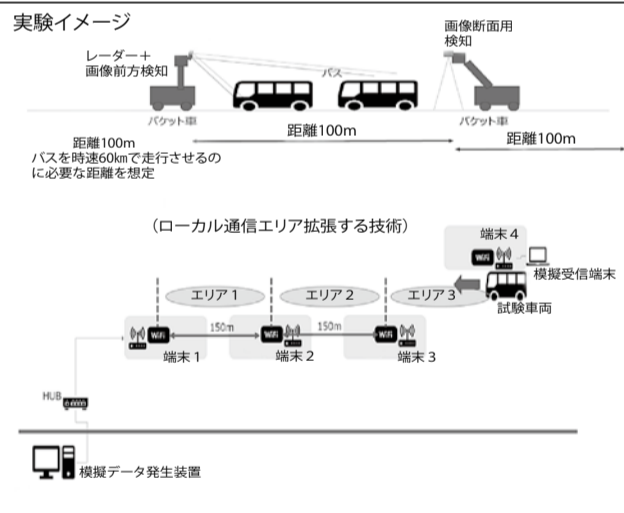 実験イメージ
レーダー＋
画像前方検知
バス
画像断面用
検知
バケット車
バケット車
距離100m
距離100m
距離100m
バスを時速60㎞で走行させるの
に必要な距離を想定
（ローカル通信エリア拡張する技術）
端末４
WiFi
模擬受信端末
試験車両
エリア１
エリア２
エリア３
150m
150m
WiFi
WiFi
WiFi
端末１
端末２
端末３
HUB
模擬データ発生装置